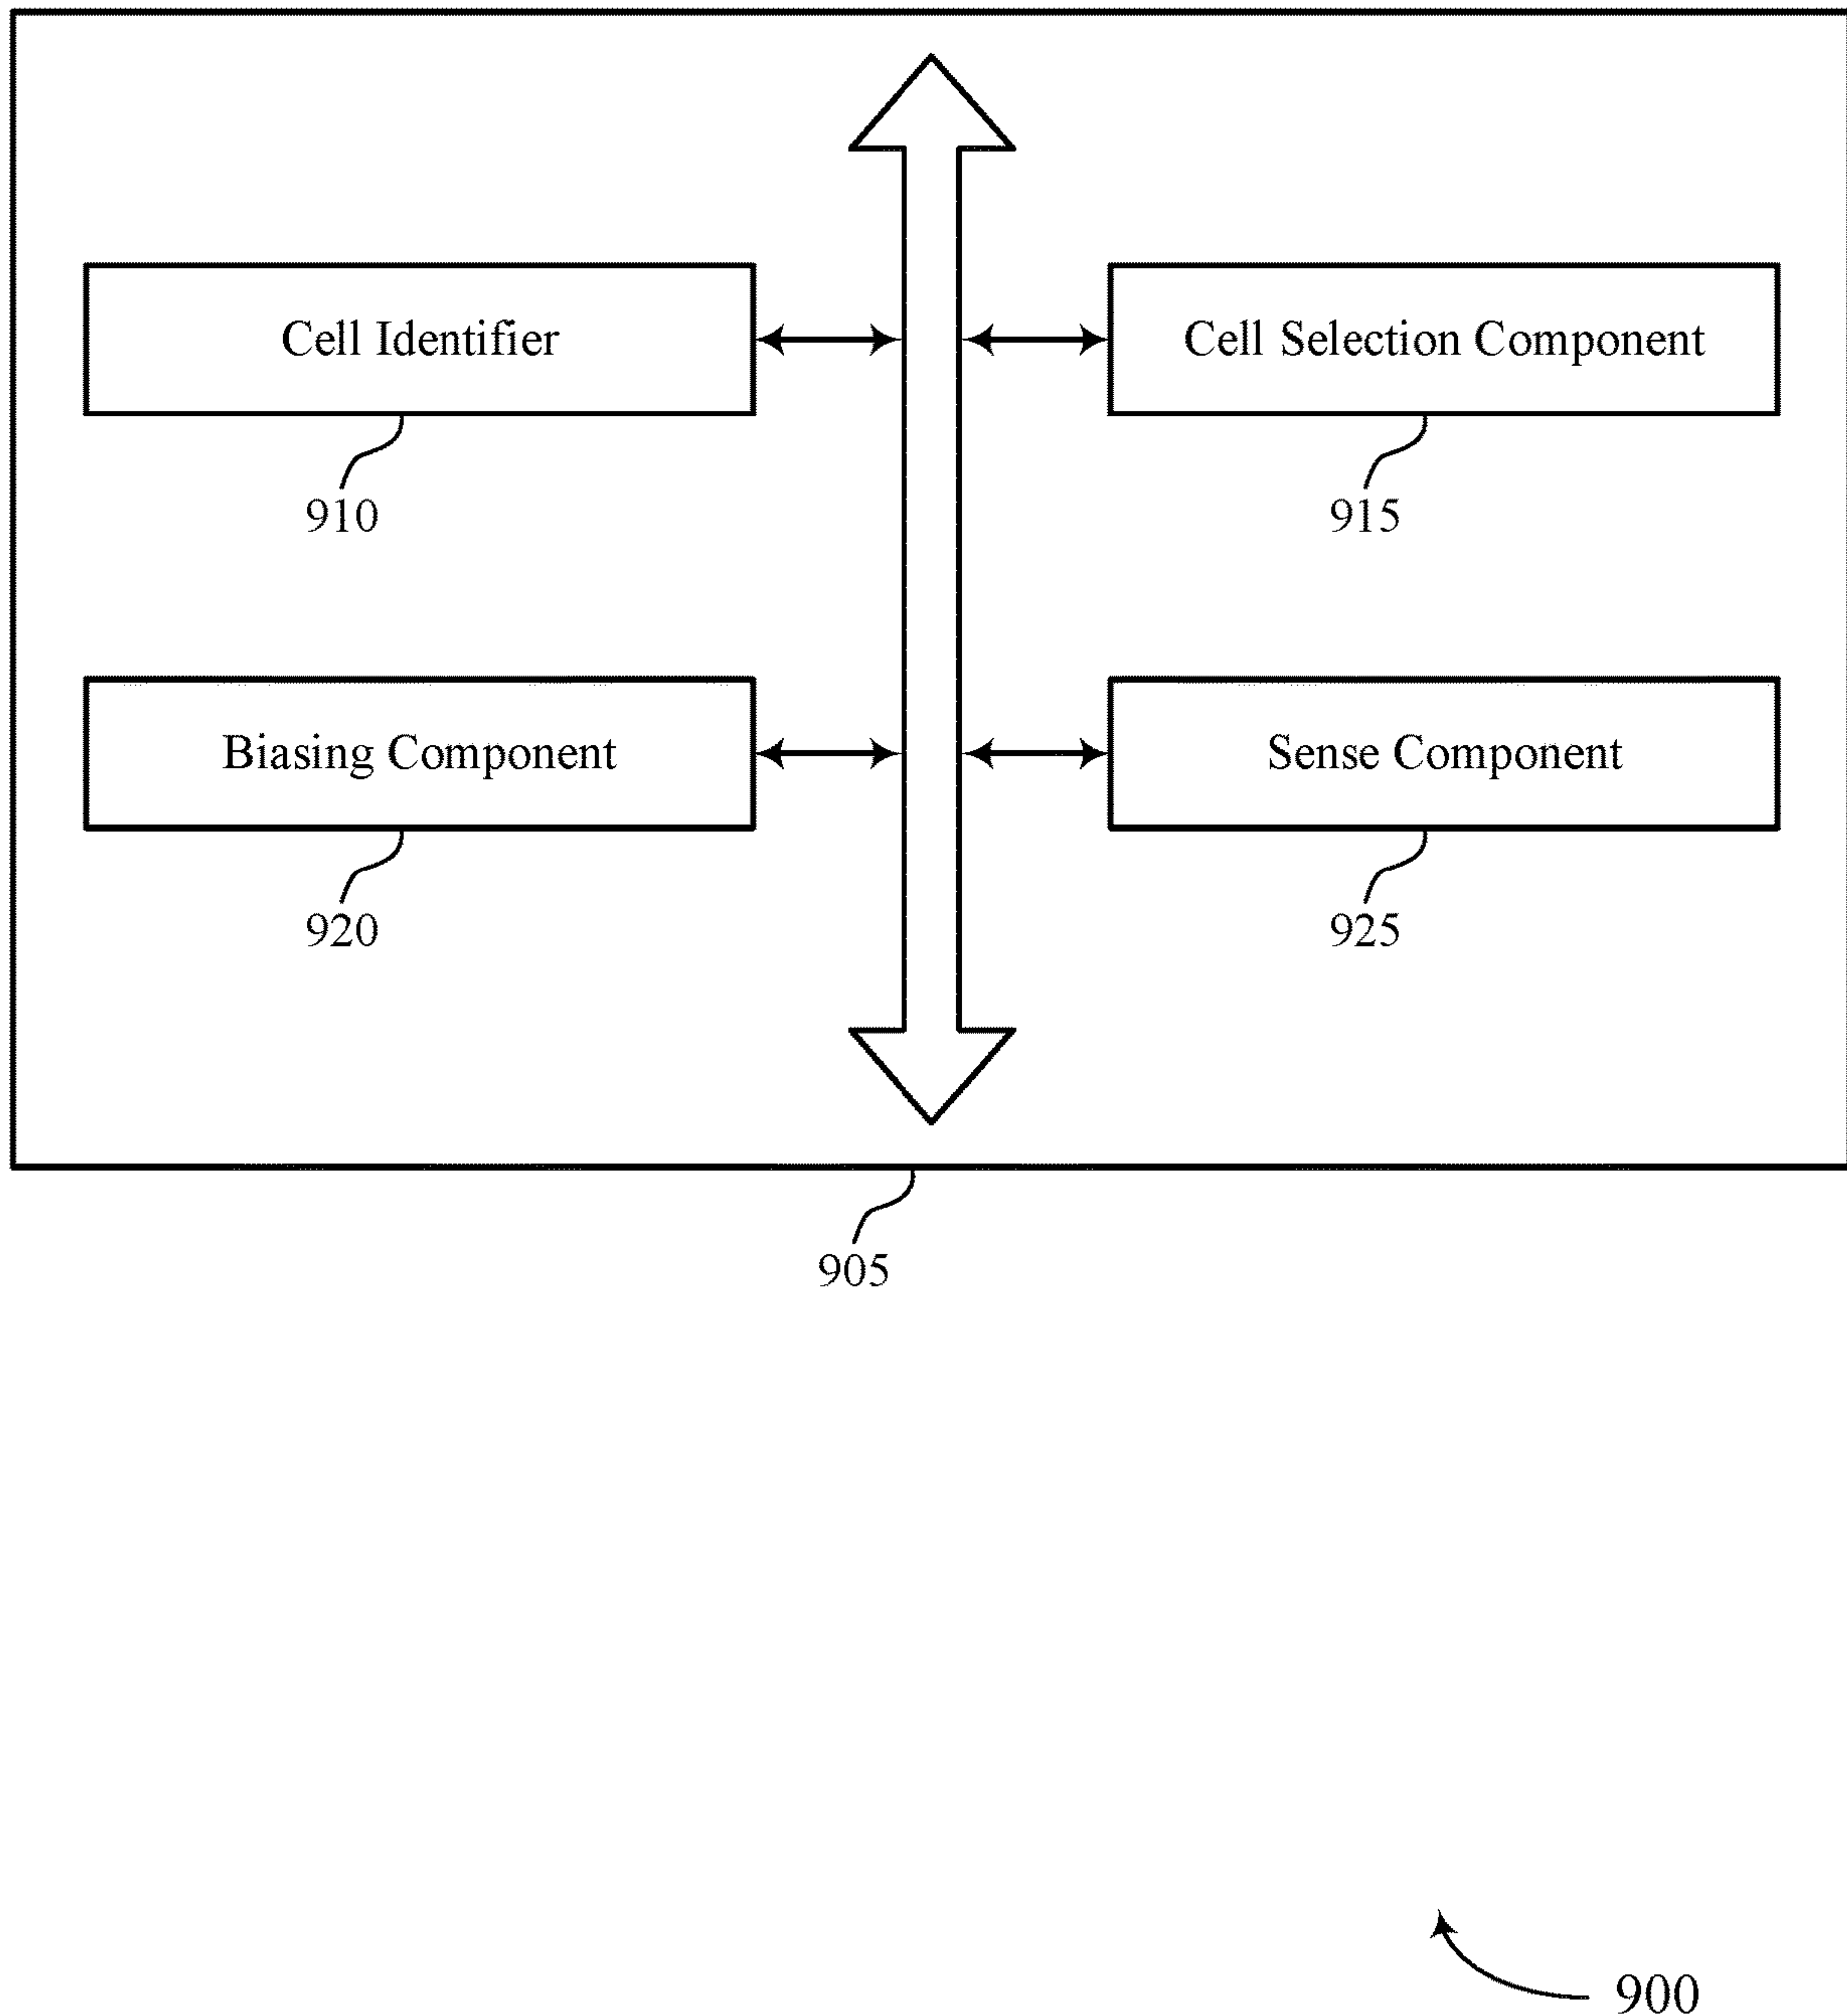 Cell Identifier
Cell Selection Component
910
915
Biasing Component
Sense Component
920
925
905
900